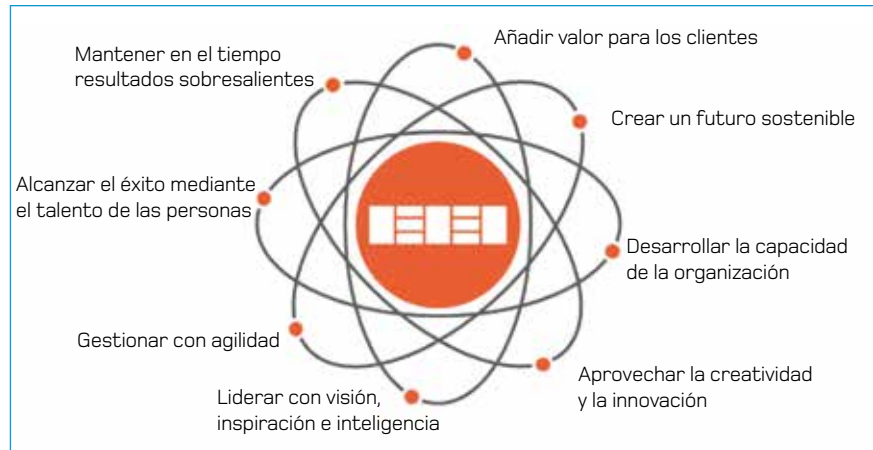 Añadir valor para los clientes
Crear un futuro sostenible
Desarrollar la capacidad
de la organización
Aprovechar la creatividad
y la innovación
Liderar con visión,
inspiración e inteligencia
Gestionar con agilidad
Alcanzar el éxito mediante
el talento de las personas
Mantener en el tiempo
resultados sobresalientes